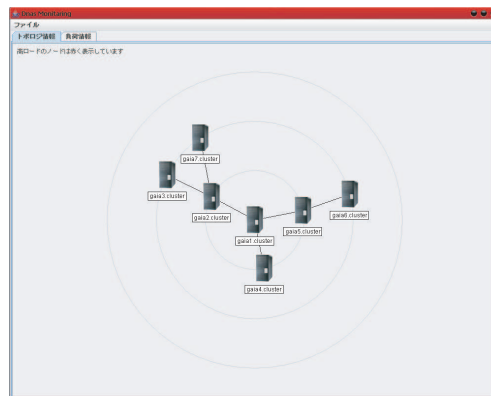 Monitoring
ファイル
トポロジ情報 負荷情報
高ロードのノードは赤く表示しています
gaia7.cluster
gaia3.cluster
gaia2.cluster
gaia6.cluster
gaia5.cluster
gaia1.cluster
gaia4.cluster